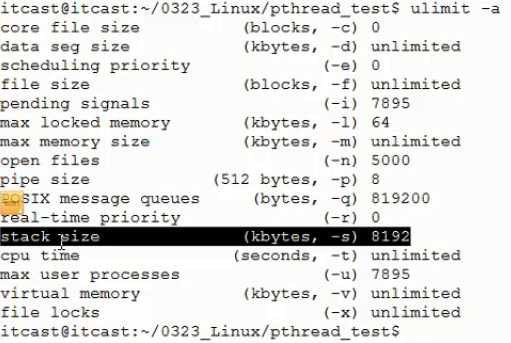 itcast@itcast:~/0323_Linux/pthread_test$ ulimit -a
core file size (blocks, -c) 0
data seg size (kbytes, -d) unlimited
scheduling priority (-e) 0
file size (blocks, -f) unlimited
pending signals (-i) 7895
max locked memory (kbytes, -l) 64
max memory size (kbytes, -m) unlimited
open files (-n) 5000
pipe size (512 bytes, -p) 8
POSIX message queues (bytes, -q) 819200
real-time priority (-r) 0
stack size (kbytes, -s) 8192
cpu time (seconds, -t) unlimited
max user processes (-u) 7895
virtual memory (kbytes, -v) unlimited
file locks (-x) unlimited
itcast@itcast:~/0323_Linux/pthread_test$